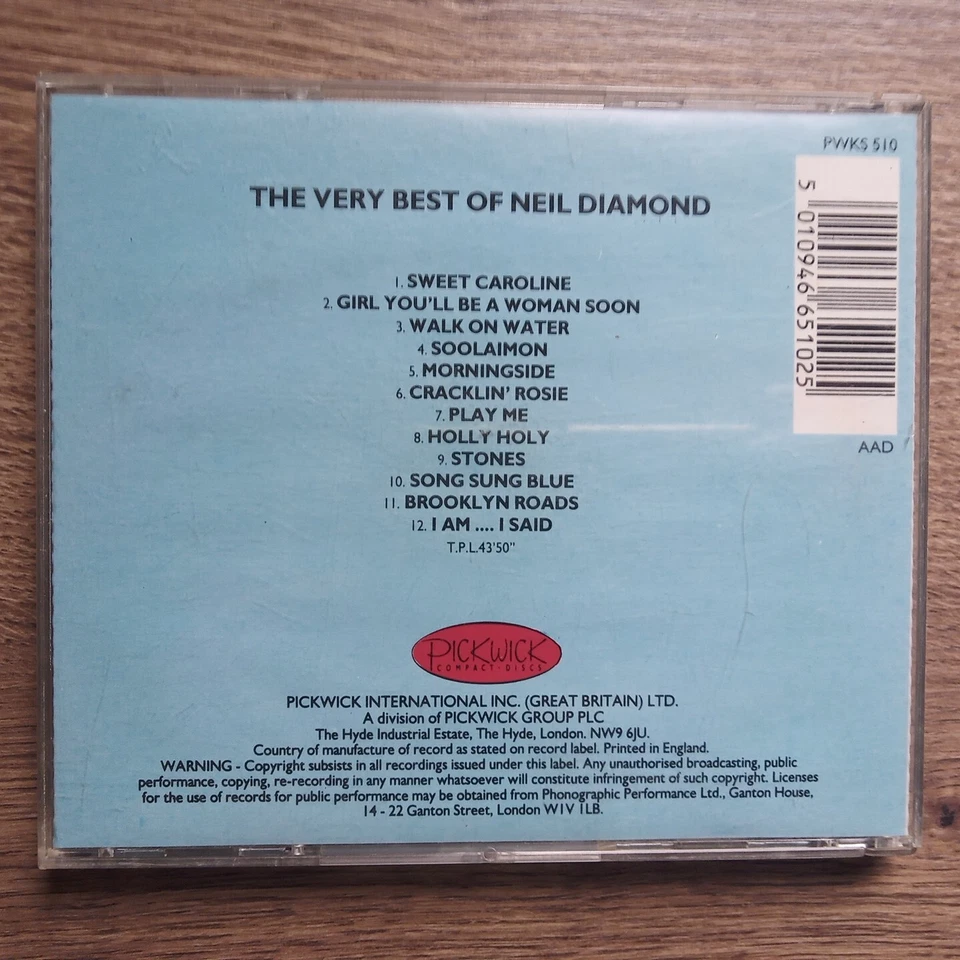 PWKS 510
THE VERY BEST OF NEIL DIAMOND
1. SWEET CAROLINE
2. GIRL YOU'LL BE A WOMAN SOON
3. WALK ON WATER
4. SOOLAIMON
5. MORNINGSIDE
6. CRACKLIN' ROSIE
7. PLAY ME
8. HOLLY HOLY
9. STONES
10. SONG SUNG BLUE
11. BROOKLYN ROADS
12. I AM .... I SAID
T.P.L.43'50"
5 010946 651025
AAD
PICKWICK
COMPACT·DISCS
PICKWICK INTERNATIONAL INC. (GREAT BRITAIN) LTD.
A division of PICKWICK GROUP PLC
The Hyde Industrial Estate, The Hyde, London. NW9 6JU.
Country of manufacture of record as stated on record label. Printed in England.
WARNING - Copyright subsists in all recordings issued under this label. Any unauthorised broadcasting, public
performance, copying, re-recording in any manner whatsoever will constitute infringement of such copyright. Licenses
for the use of records for public performance may be obtained from Phonographic Performance Ltd., Ganton House,
14 - 22 Ganton Street, London W1V 1LB.